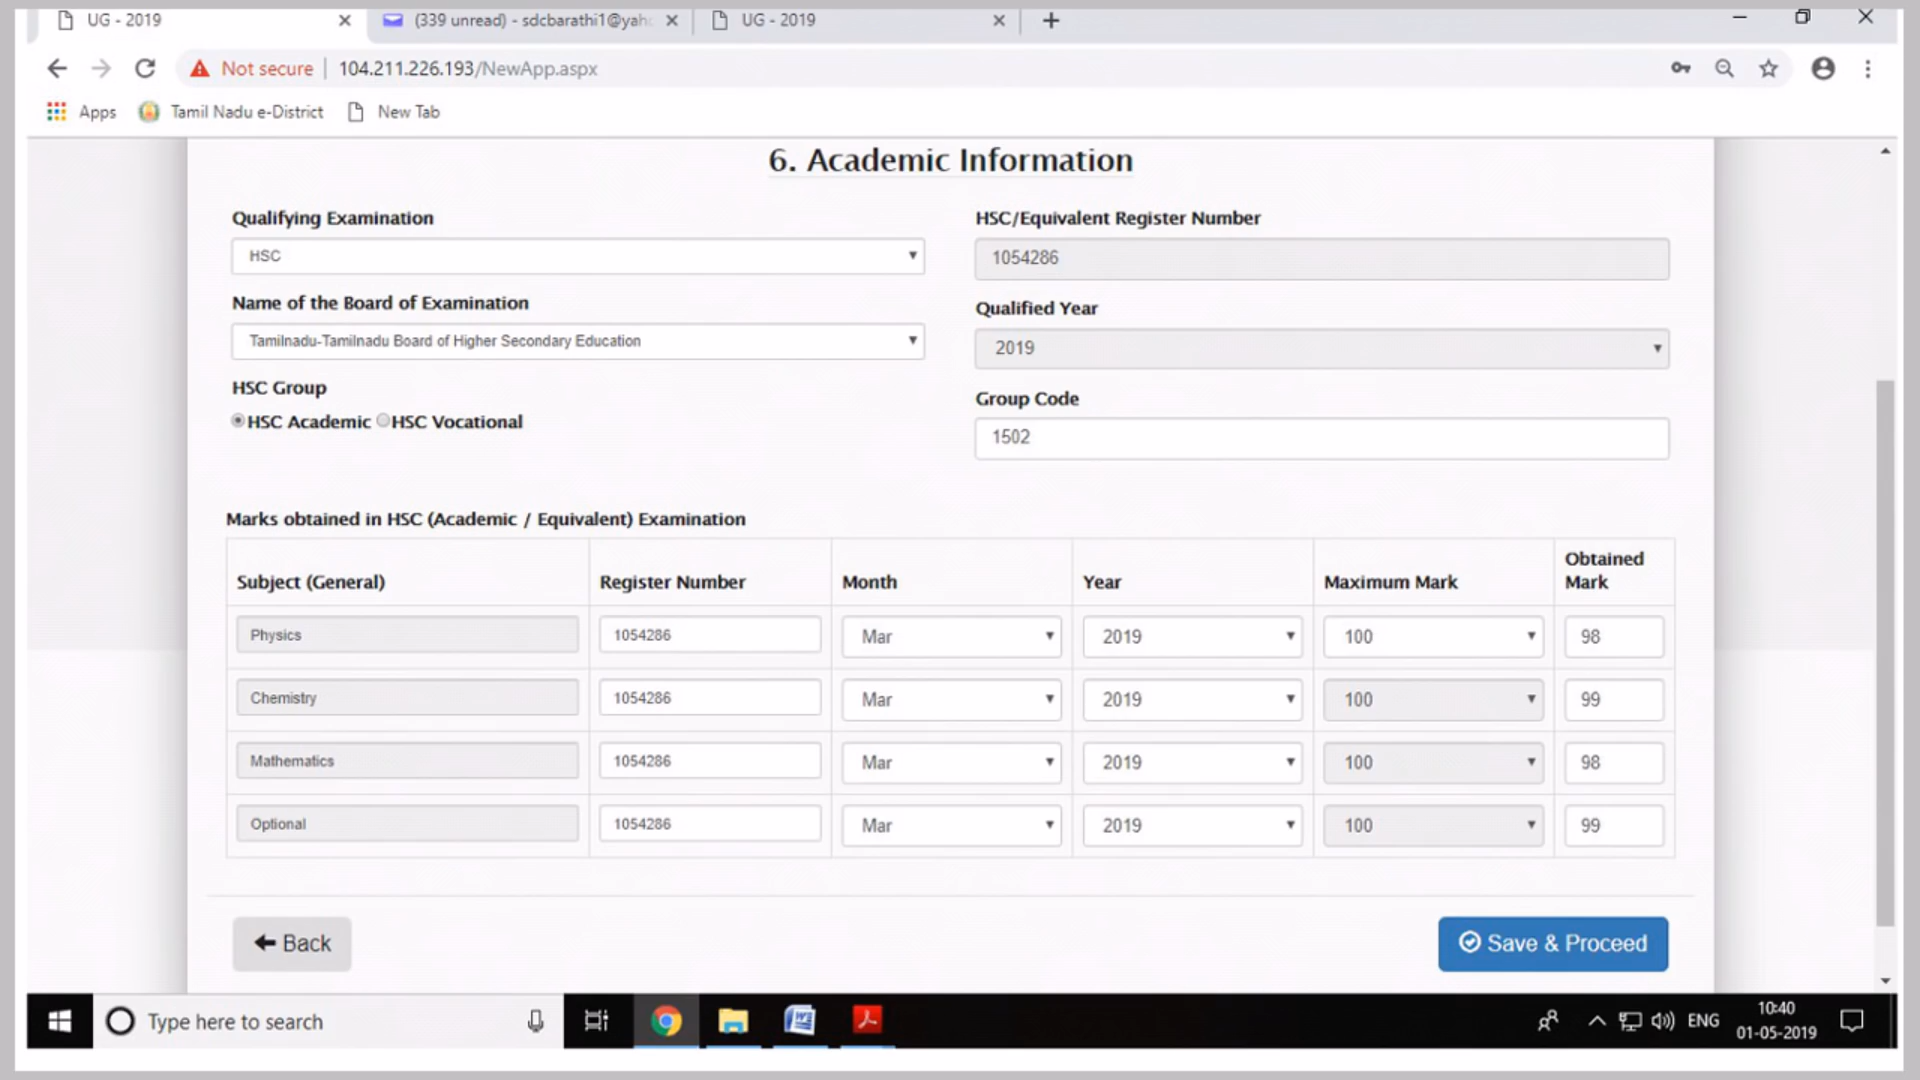 UG - 2019
(339 unread) - sdcbarathi1@yaho
UG - 2019
Not secure
104.211.226.193/NewApp.aspx
Apps
Tamil Nadu e-District
New Tab
6. Academic Information
Qualifying Examination
HSC
HSC/Equivalent Register Number
1054286
Name of the Board of Examination
Tamilnadu-Tamilnadu Board of Higher Secondary Education
Qualified Year
2019
HSC Group
HSC Academic HSC Vocational
Group Code
1502
Marks obtained in HSC (Academic / Equivalent) Examination
Subject (General) Register Number Month Year Maximum Mark Obtained Mark
Physics 1054286 Mar 2019 100 98
Chemistry 1054286 Mar 2019 100 99
Mathematics 1054286 Mar 2019 100 98
Optional 1054286 Mar 2019 100 99
Back
Save & Proceed
Type here to search
ENG
10:40
01-05-2019